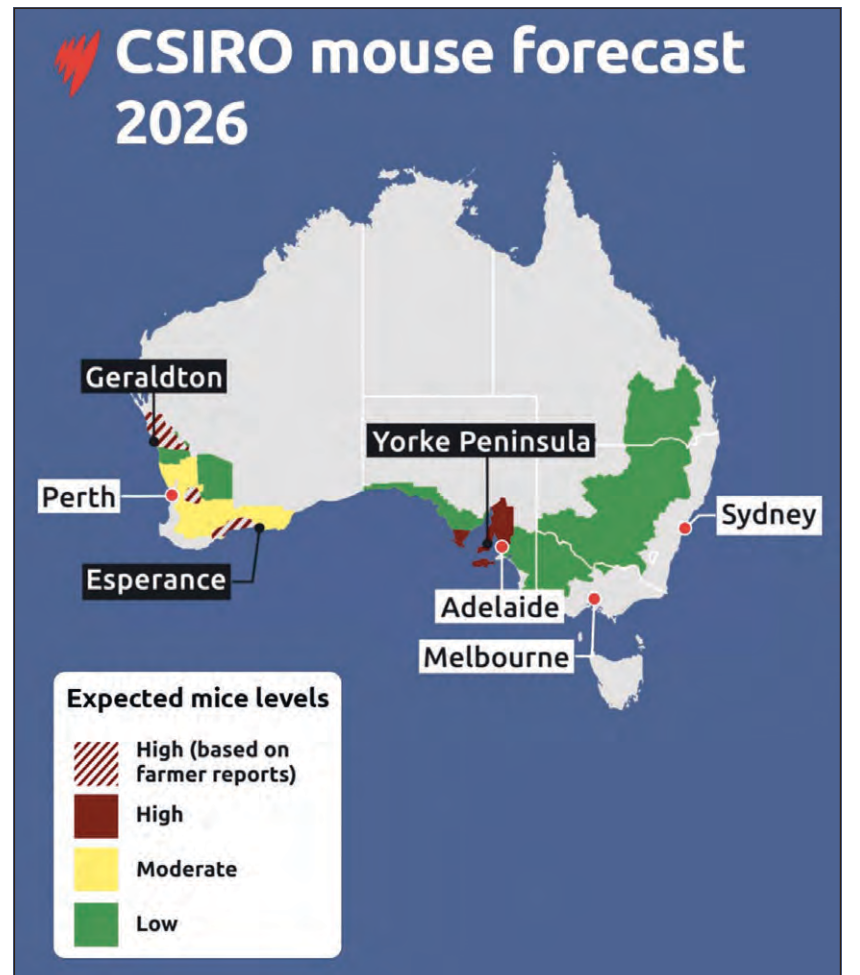 CSIRO mouse forecast
2026
Geraldton
Yorke Peninsula
Perth
Sydney
Esperance
Adelaide
Melbourne
Expected mice levels
High (based on
farmer reports)
High
Moderate
Low